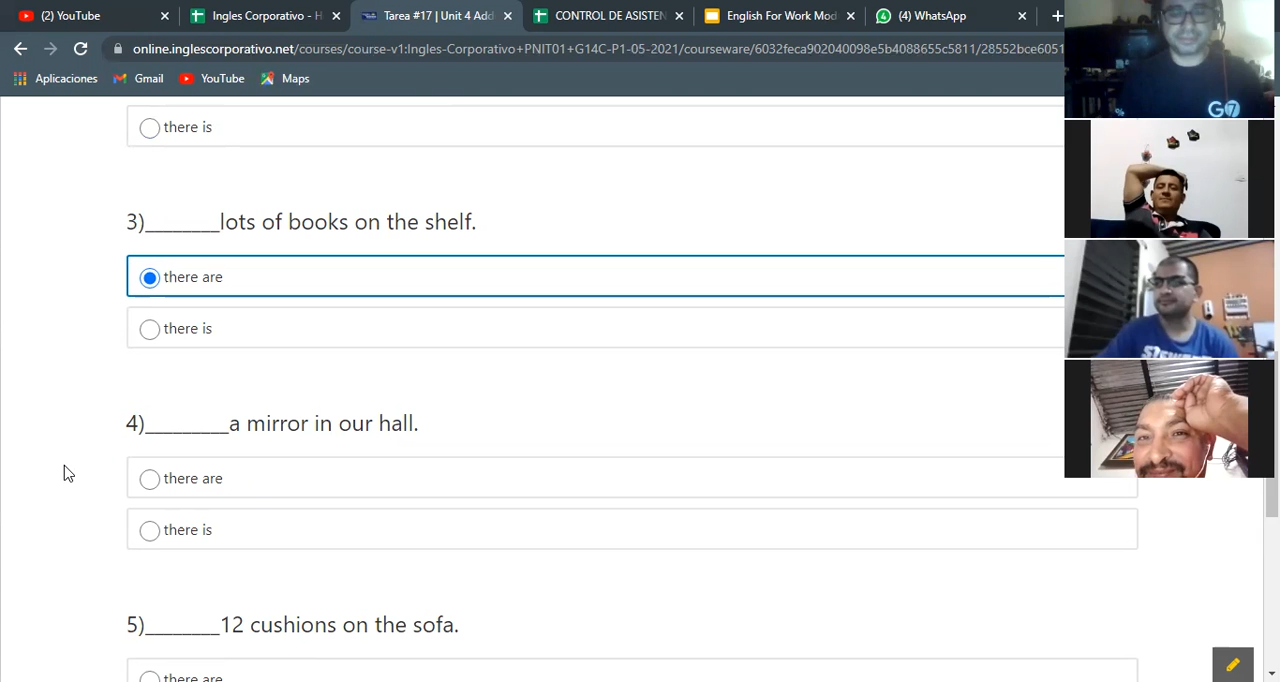 (2) YouTube
Ingles Corporativo - H
Tarea #17 | Unit 4 Add
CONTROL DE ASISTEN
English For Work Mod
(4) WhatsApp
online.inglescorporativo.net/courses/course-v1:Ingles-Corporativo+PNIT01+G14C-P1-05-2021/courseware/6032feca902040098e5b4088655c5811/28552bce6051
Aplicaciones
Gmail
YouTube
Maps
there is
3)________lots of books on the shelf.
there are
there is
4)_________a mirror in our hall.
there are
there is
5)________12 cushions on the sofa.
there are
G7